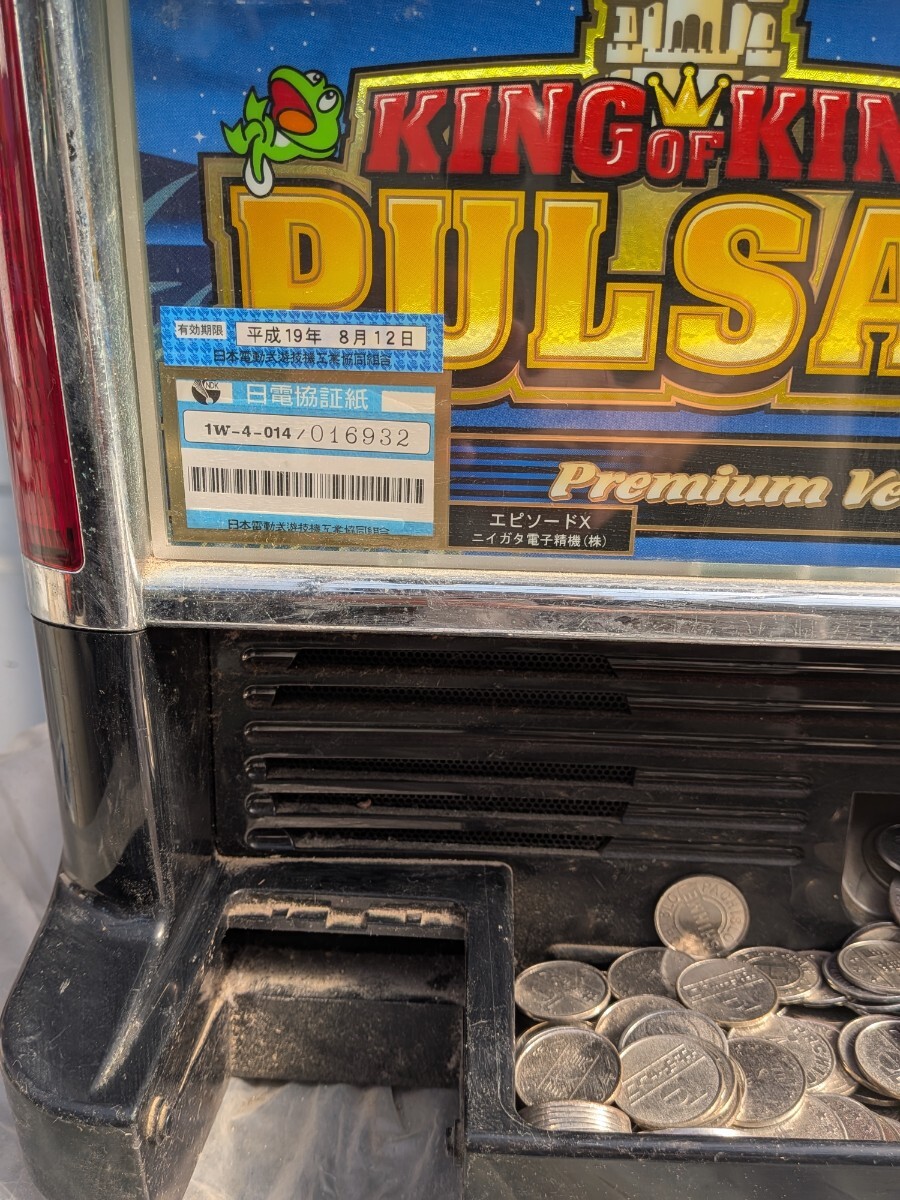 KING OF KIN
PULSA
有効期限 平成19年 8月12日
日本電動式遊技機工業協同組合
NDK 日電協証紙
1W-4-014/016932
日本電動式遊技機工業協同組合
Premium Ve
エピソードX
ニイガタ電子精機(株)